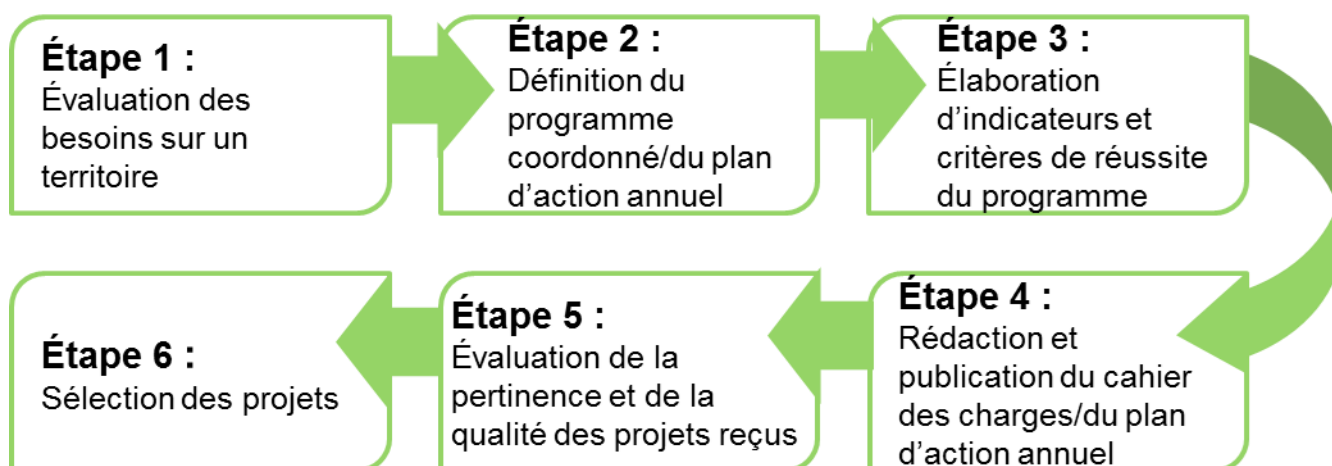 Étape 1 :
Évaluation des
besoins sur un
territoire
Étape 2 :
Définition du
programme
coordonné/du plan
d’action annuel
Étape 3 :
Élaboration
d’indicateurs et
critères de réussite
du programme
Étape 4 :
Rédaction et
publication du cahier
des charges/du plan
d’action annuel
Étape 5 :
Évaluation de la
pertinence et de la
qualité des projets reçus
Étape 6 :
Sélection des projets